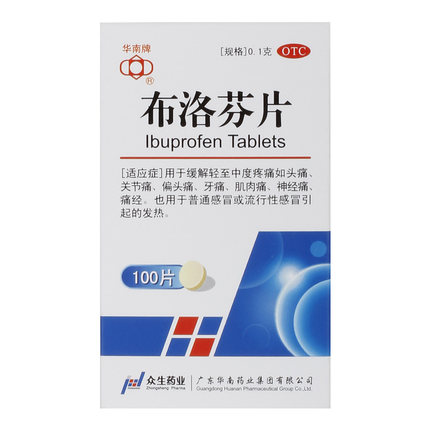 华南牌
R
[规格]0.1克 OTC
布洛芬片
Ibuprofen Tablets
[适应症]用于缓解轻至中度疼痛如头痛、
关节痛、偏头痛、牙痛、肌肉痛、神经痛、
痛经。也用于普通感冒或流行性感冒引
起的发热。
100片
众生药业
Zhongsheng Pharma
广东华南药业集团有限公司
Guangdong Huanan Pharmaceutical Group Co.,Ltd.